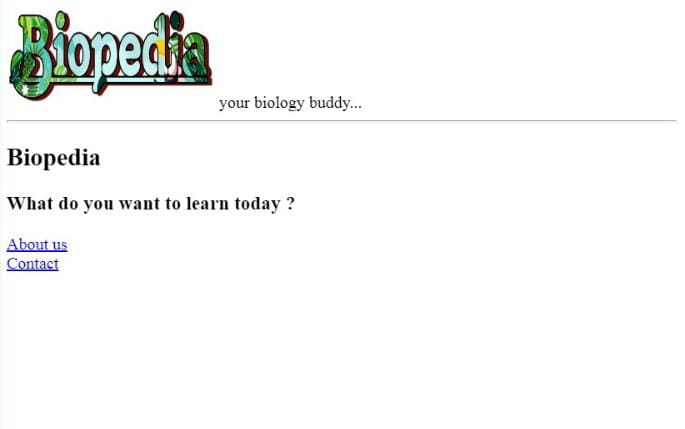 Biopedia
your biology buddy...
Biopedia
What do you want to learn today ?
About us
Contact